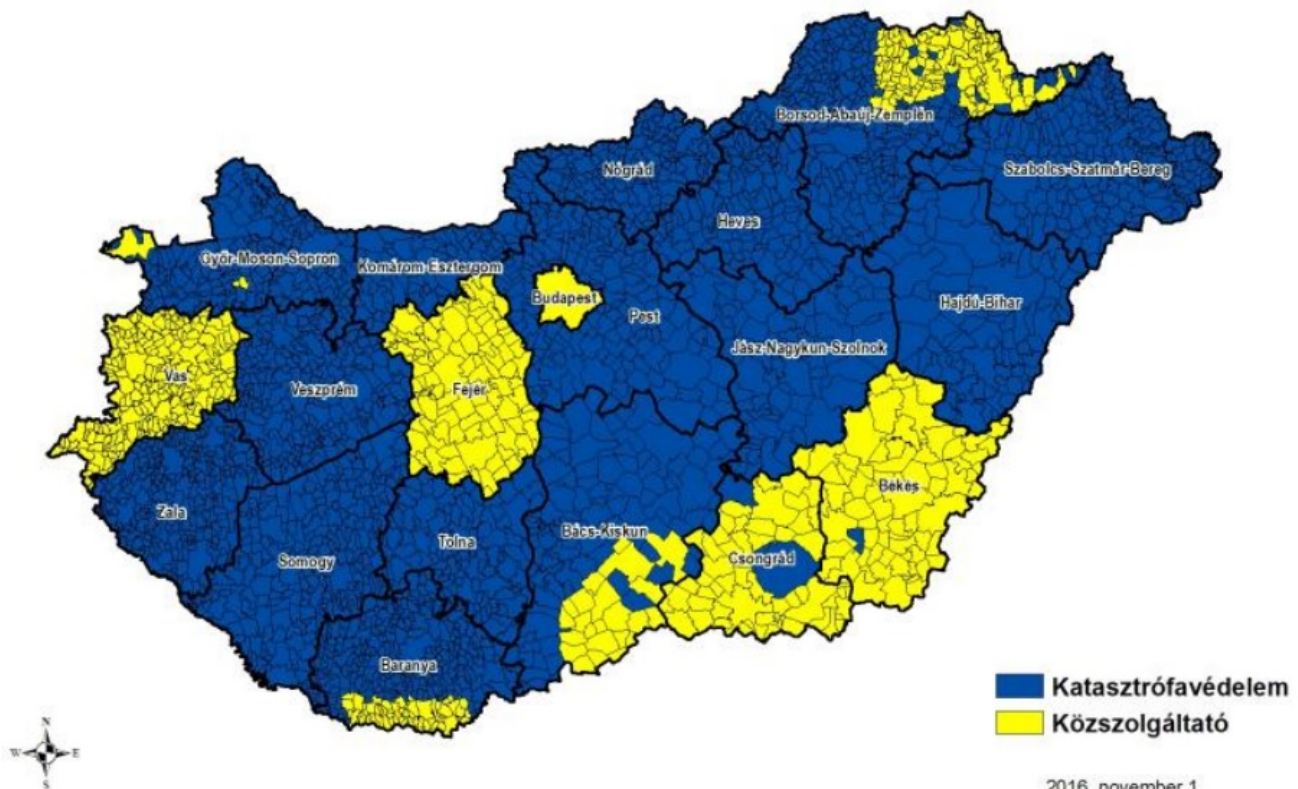 Borsod-Abaúj-Zemplén
Nógrád
Szabolcs-Szatmár-Bereg
Heves
Győr-Moson-Sopron
Komárom-Esztergom
Budapest
Pest
Hajdú-Bihar
Jász-Nagykun-Szolnok
Vas
Veszprém
Fejér
Békés
Zala
Somogy
Tolna
Bács-Kiskun
Csongrád
Baranya
Katasztrófavédelem
Közszolgáltató
N
W E
S
2016. november 1.